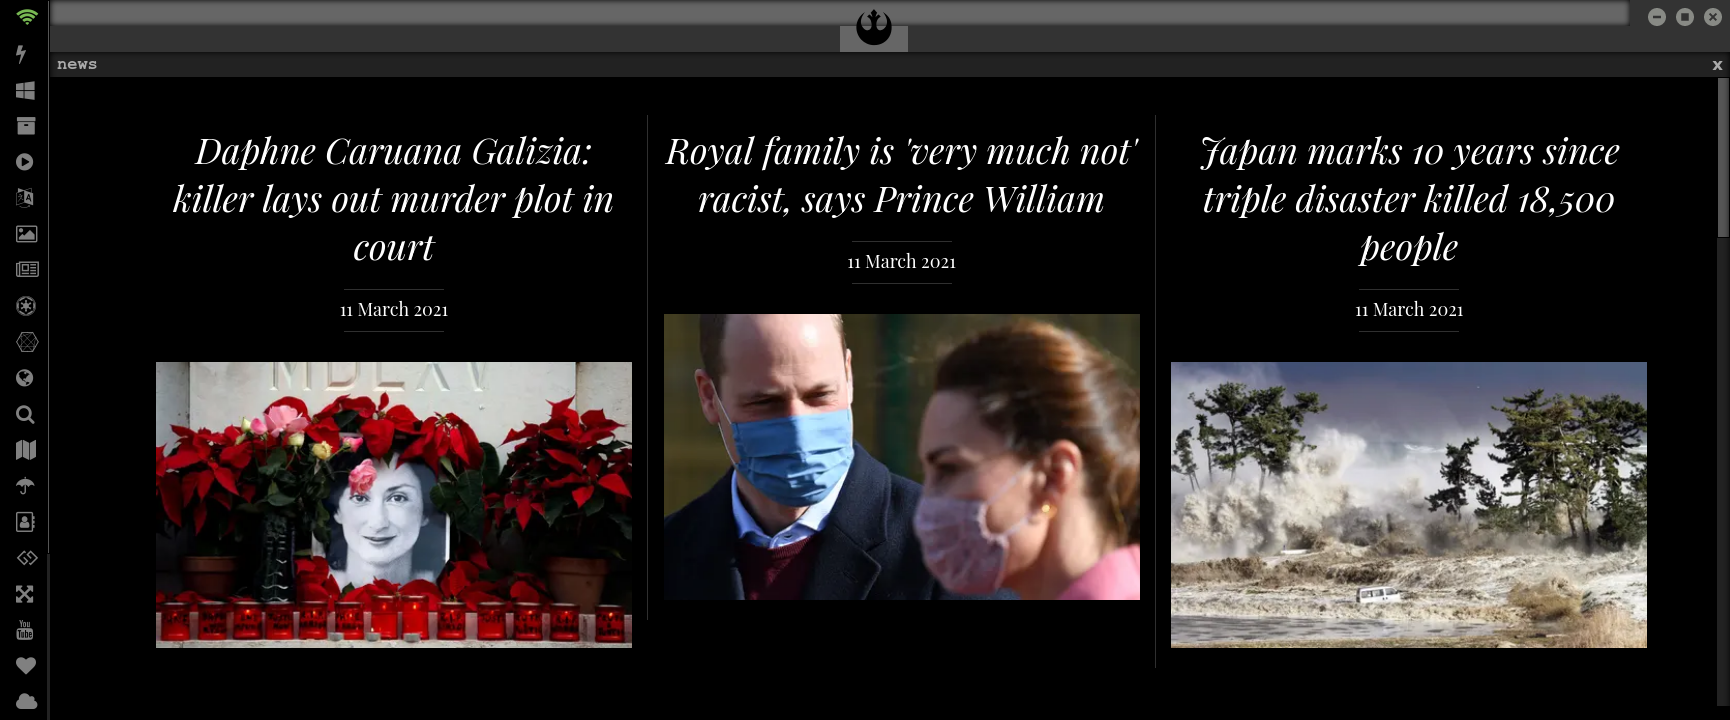 news
x
Daphne Caruana Galizia:
killer lays out murder plot in
court
11 March 2021
Royal family is 'very much not'
racist, says Prince William
11 March 2021
Japan marks 10 years since
triple disaster killed 18,500
people
11 March 2021
MDLXV
You
Tube